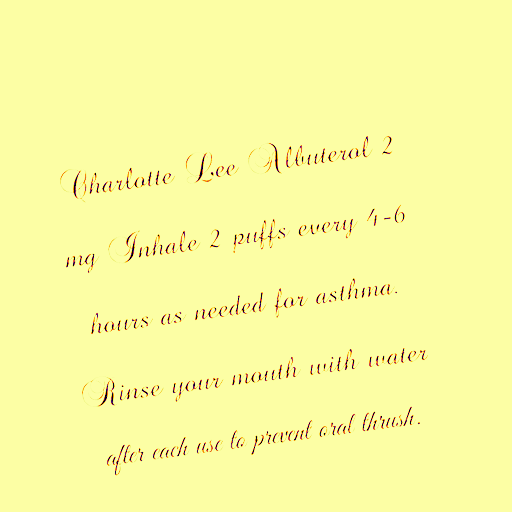 Charlotte Lee Albuterol 2
mg Inhale 2 puffs every 4-6
hours as needed for asthma.
Rinse your mouth with water
after each use to prevent oral thrush.